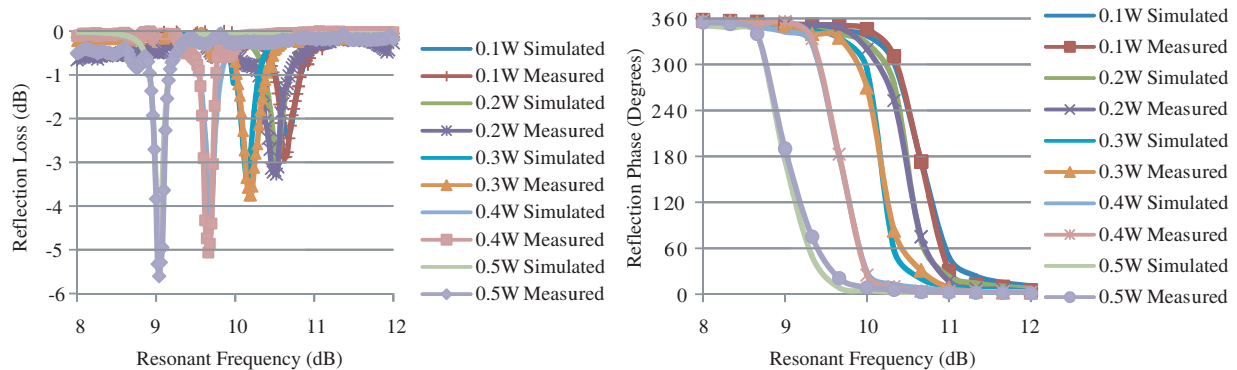 0
-1
-2
-3
-4
-5
-6
Reflection Loss (dB)
8 9 10 11 12
Resonant Frequency (dB)
0.1W Simulated
0.1W Measured
0.2W Simulated
0.2W Measured
0.3W Simulated
0.3W Measured
0.4W Simulated
0.4W Measured
0.5W Simulated
0.5W Measured
360
300
240
180
120
60
0
Reflection Phase (Degrees)
8 9 10 11 12
Resonant Frequency (dB)
0.1W Simulated
0.1W Measured
0.2W Simulated
0.2W Measured
0.3W Simulated
0.3W Measured
0.4W Simulated
0.4W Measured
0.5W Simulated
0.5W Measured